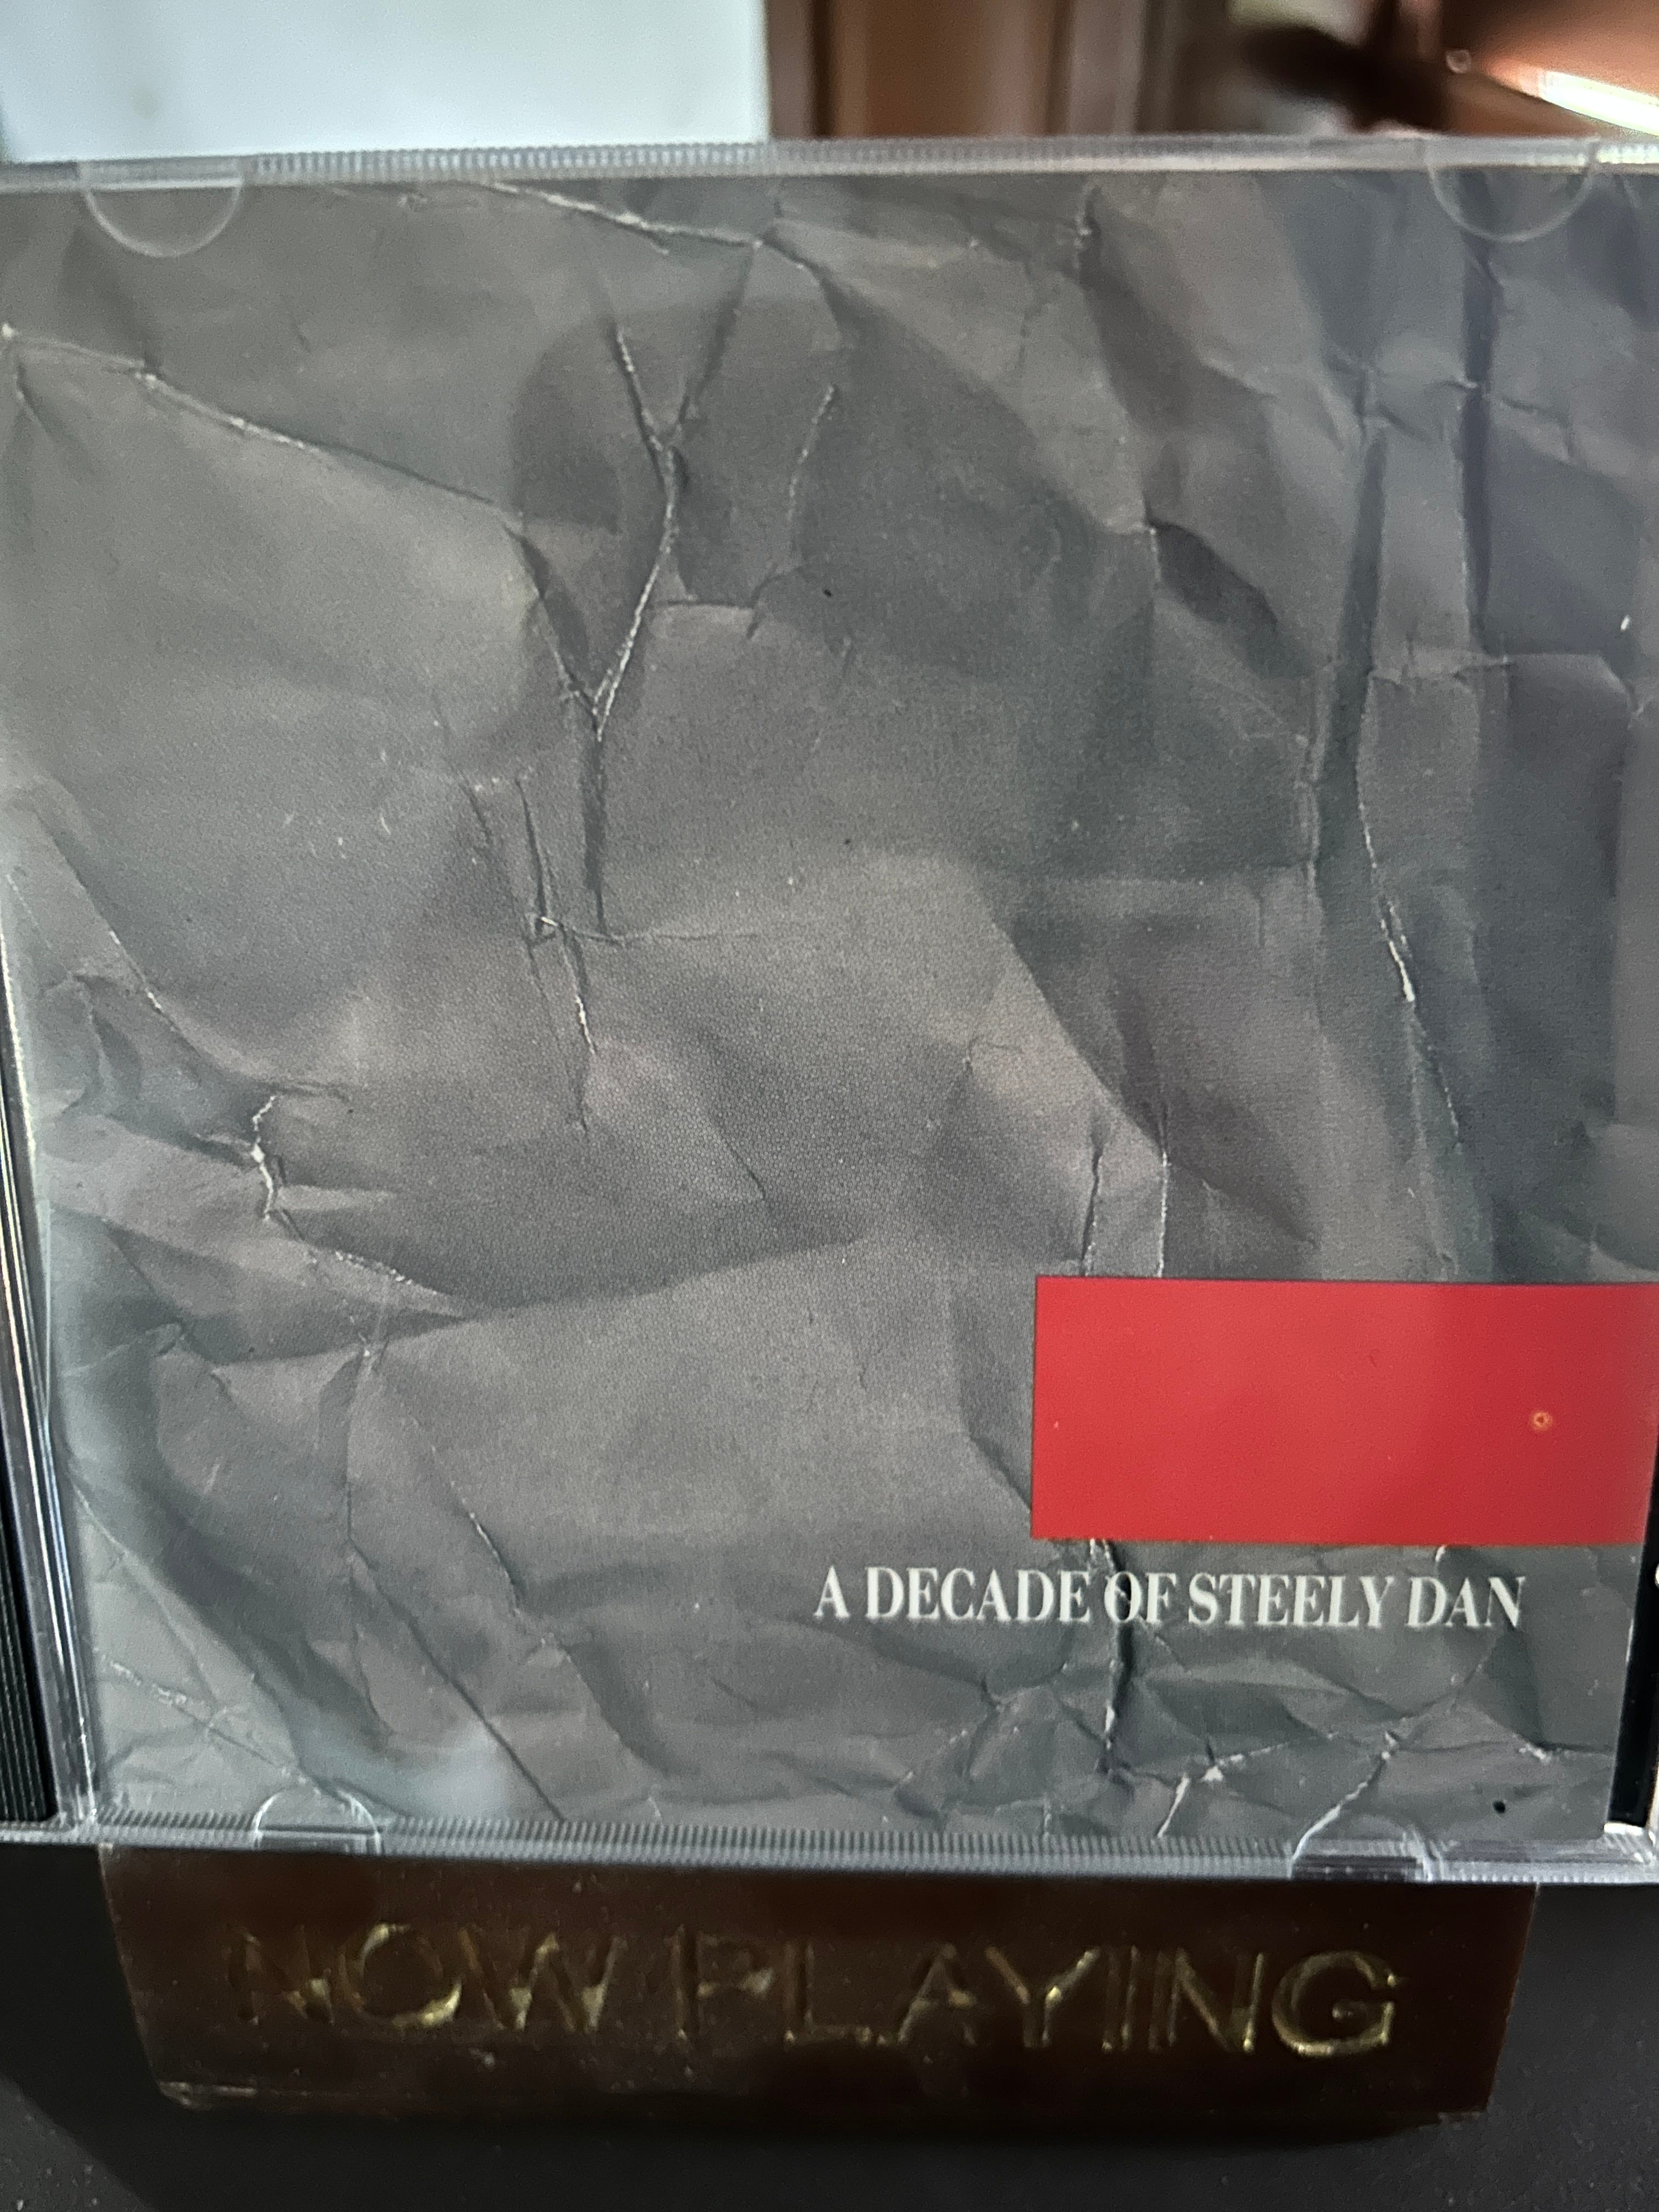 A DECADE OF STEELY DAN
NOW PLAYING